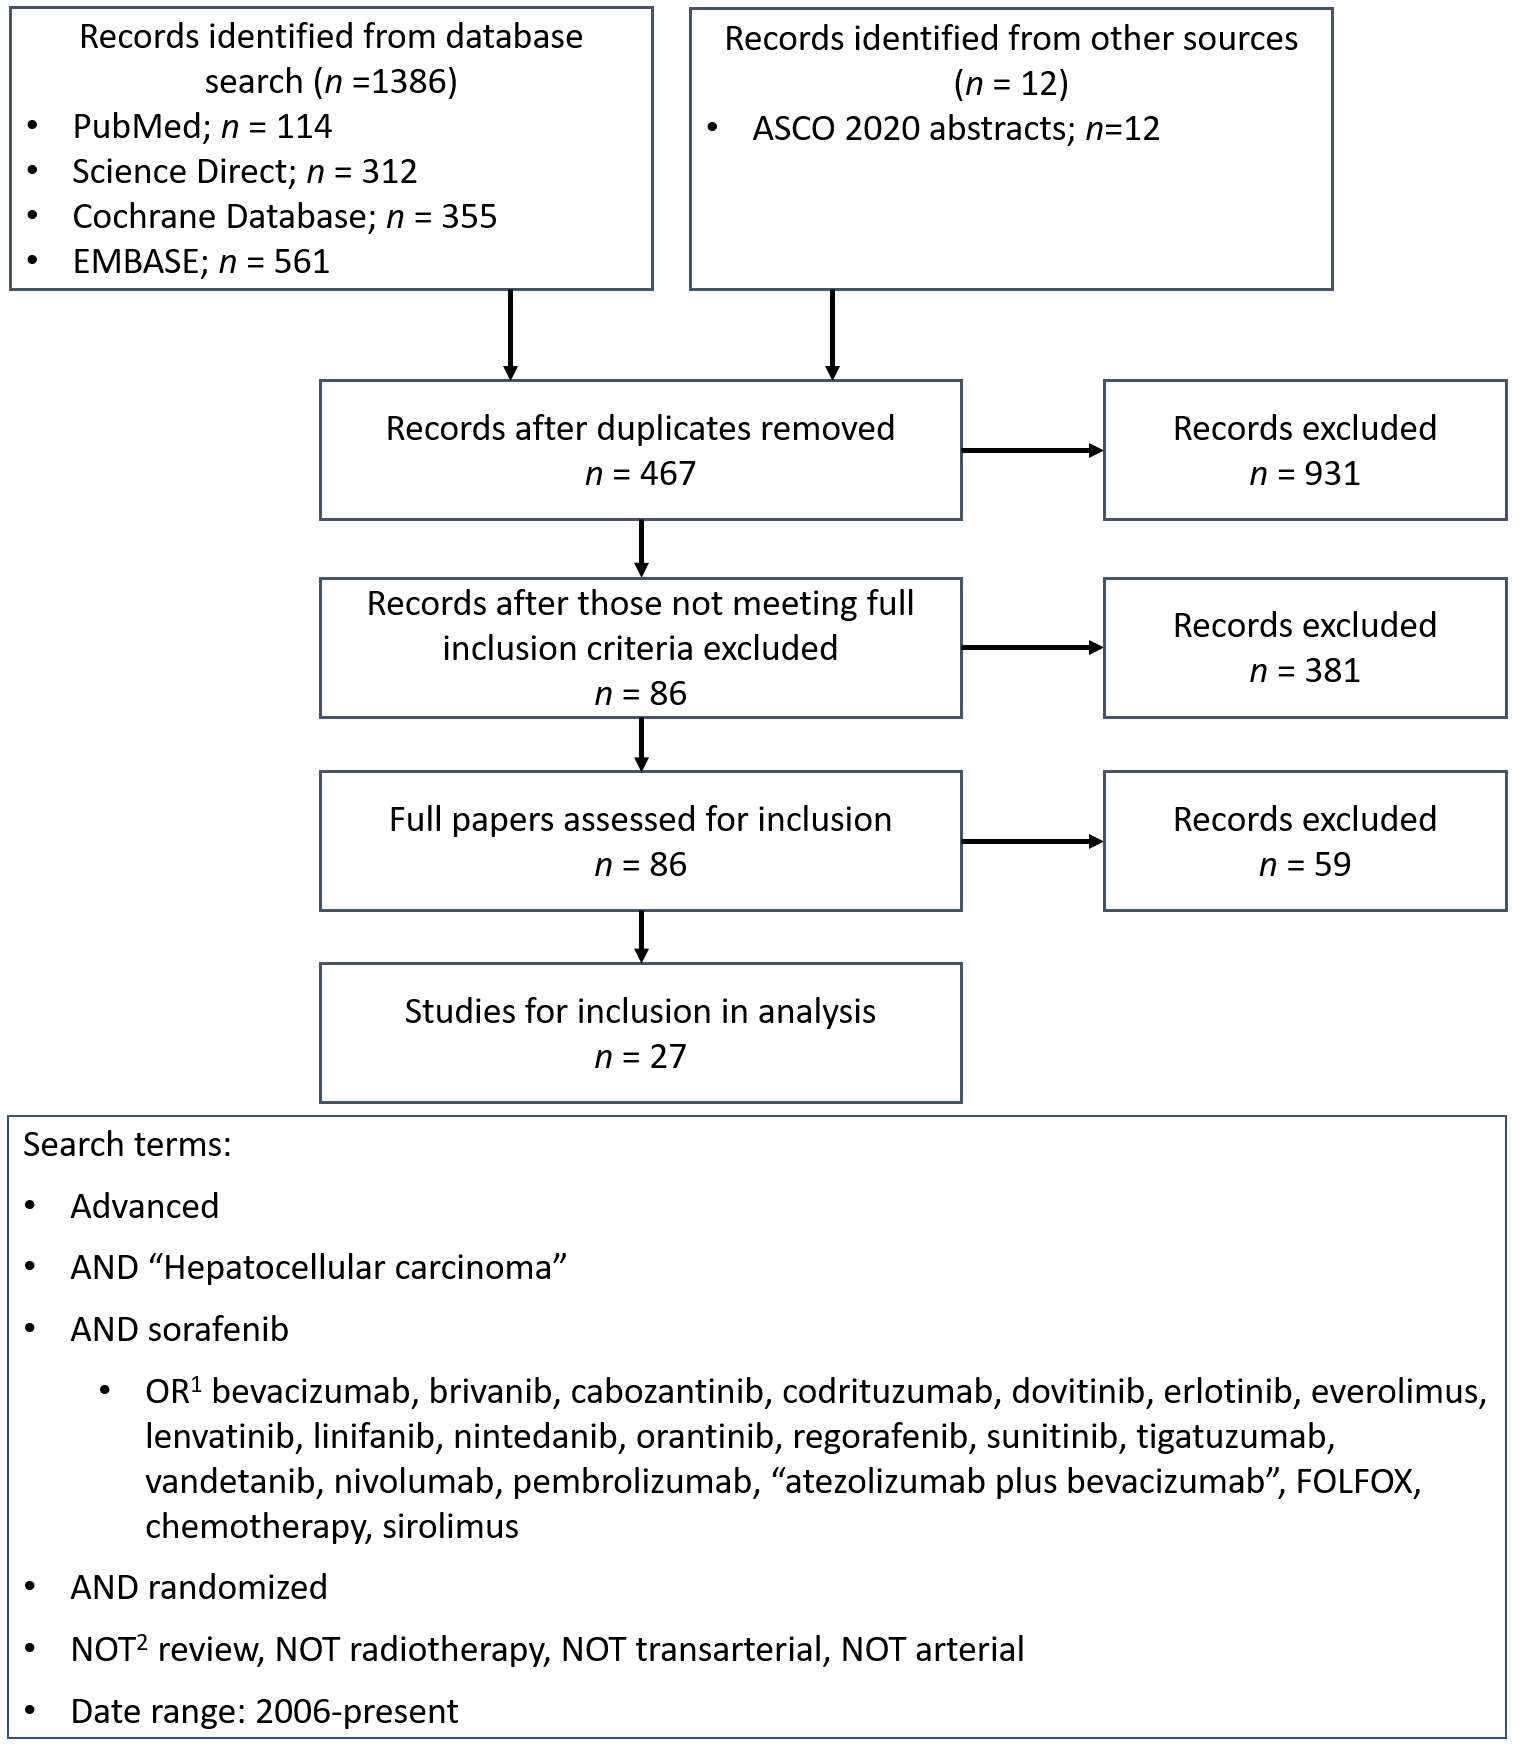 Records identified from database
search (n =1386)
• PubMed; n = 114
• Science Direct; n = 312
• Cochrane Database; n = 355
• EMBASE; n = 561
Records identified from other sources
(n = 12)
• ASCO 2020 abstracts; n=12
Records after duplicates removed
n = 467
Records excluded
n = 931
Records after those not meeting full
inclusion criteria excluded
n = 86
Records excluded
n = 381
Full papers assessed for inclusion
n = 86
Records excluded
n = 59
Studies for inclusion in analysis
n = 27
Search terms:
• Advanced
• AND “Hepatocellular carcinoma”
• AND sorafenib
• OR¹ bevacizumab, brivanib, cabozantinib, codrituzumab, dovitinib, erlotinib, everolimus,
lenvatinib, linifanib, nintedanib, orantinib, regorafenib, sunitinib, tigatuzumab,
vandetanib, nivolumab, pembrolizumab, “atezolizumab plus bevacizumab”, FOLFOX,
chemotherapy, sirolimus
• AND randomized
• NOT² review, NOT radiotherapy, NOT transarterial, NOT arterial
• Date range: 2006-present